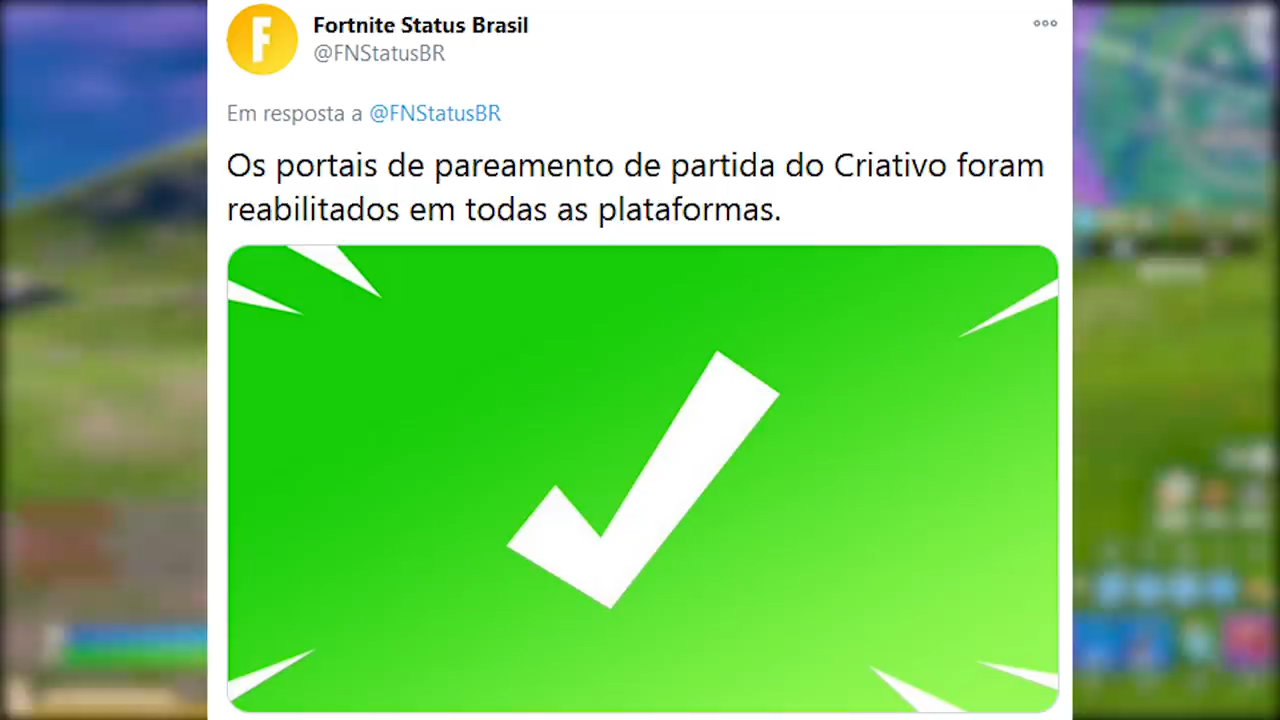 Fortnite Status Brasil
@FNStatusBR
Em resposta a @FNStatusBR
Os portais de pareamento de partida do Criativo foram
reabilitados em todas as plataformas.